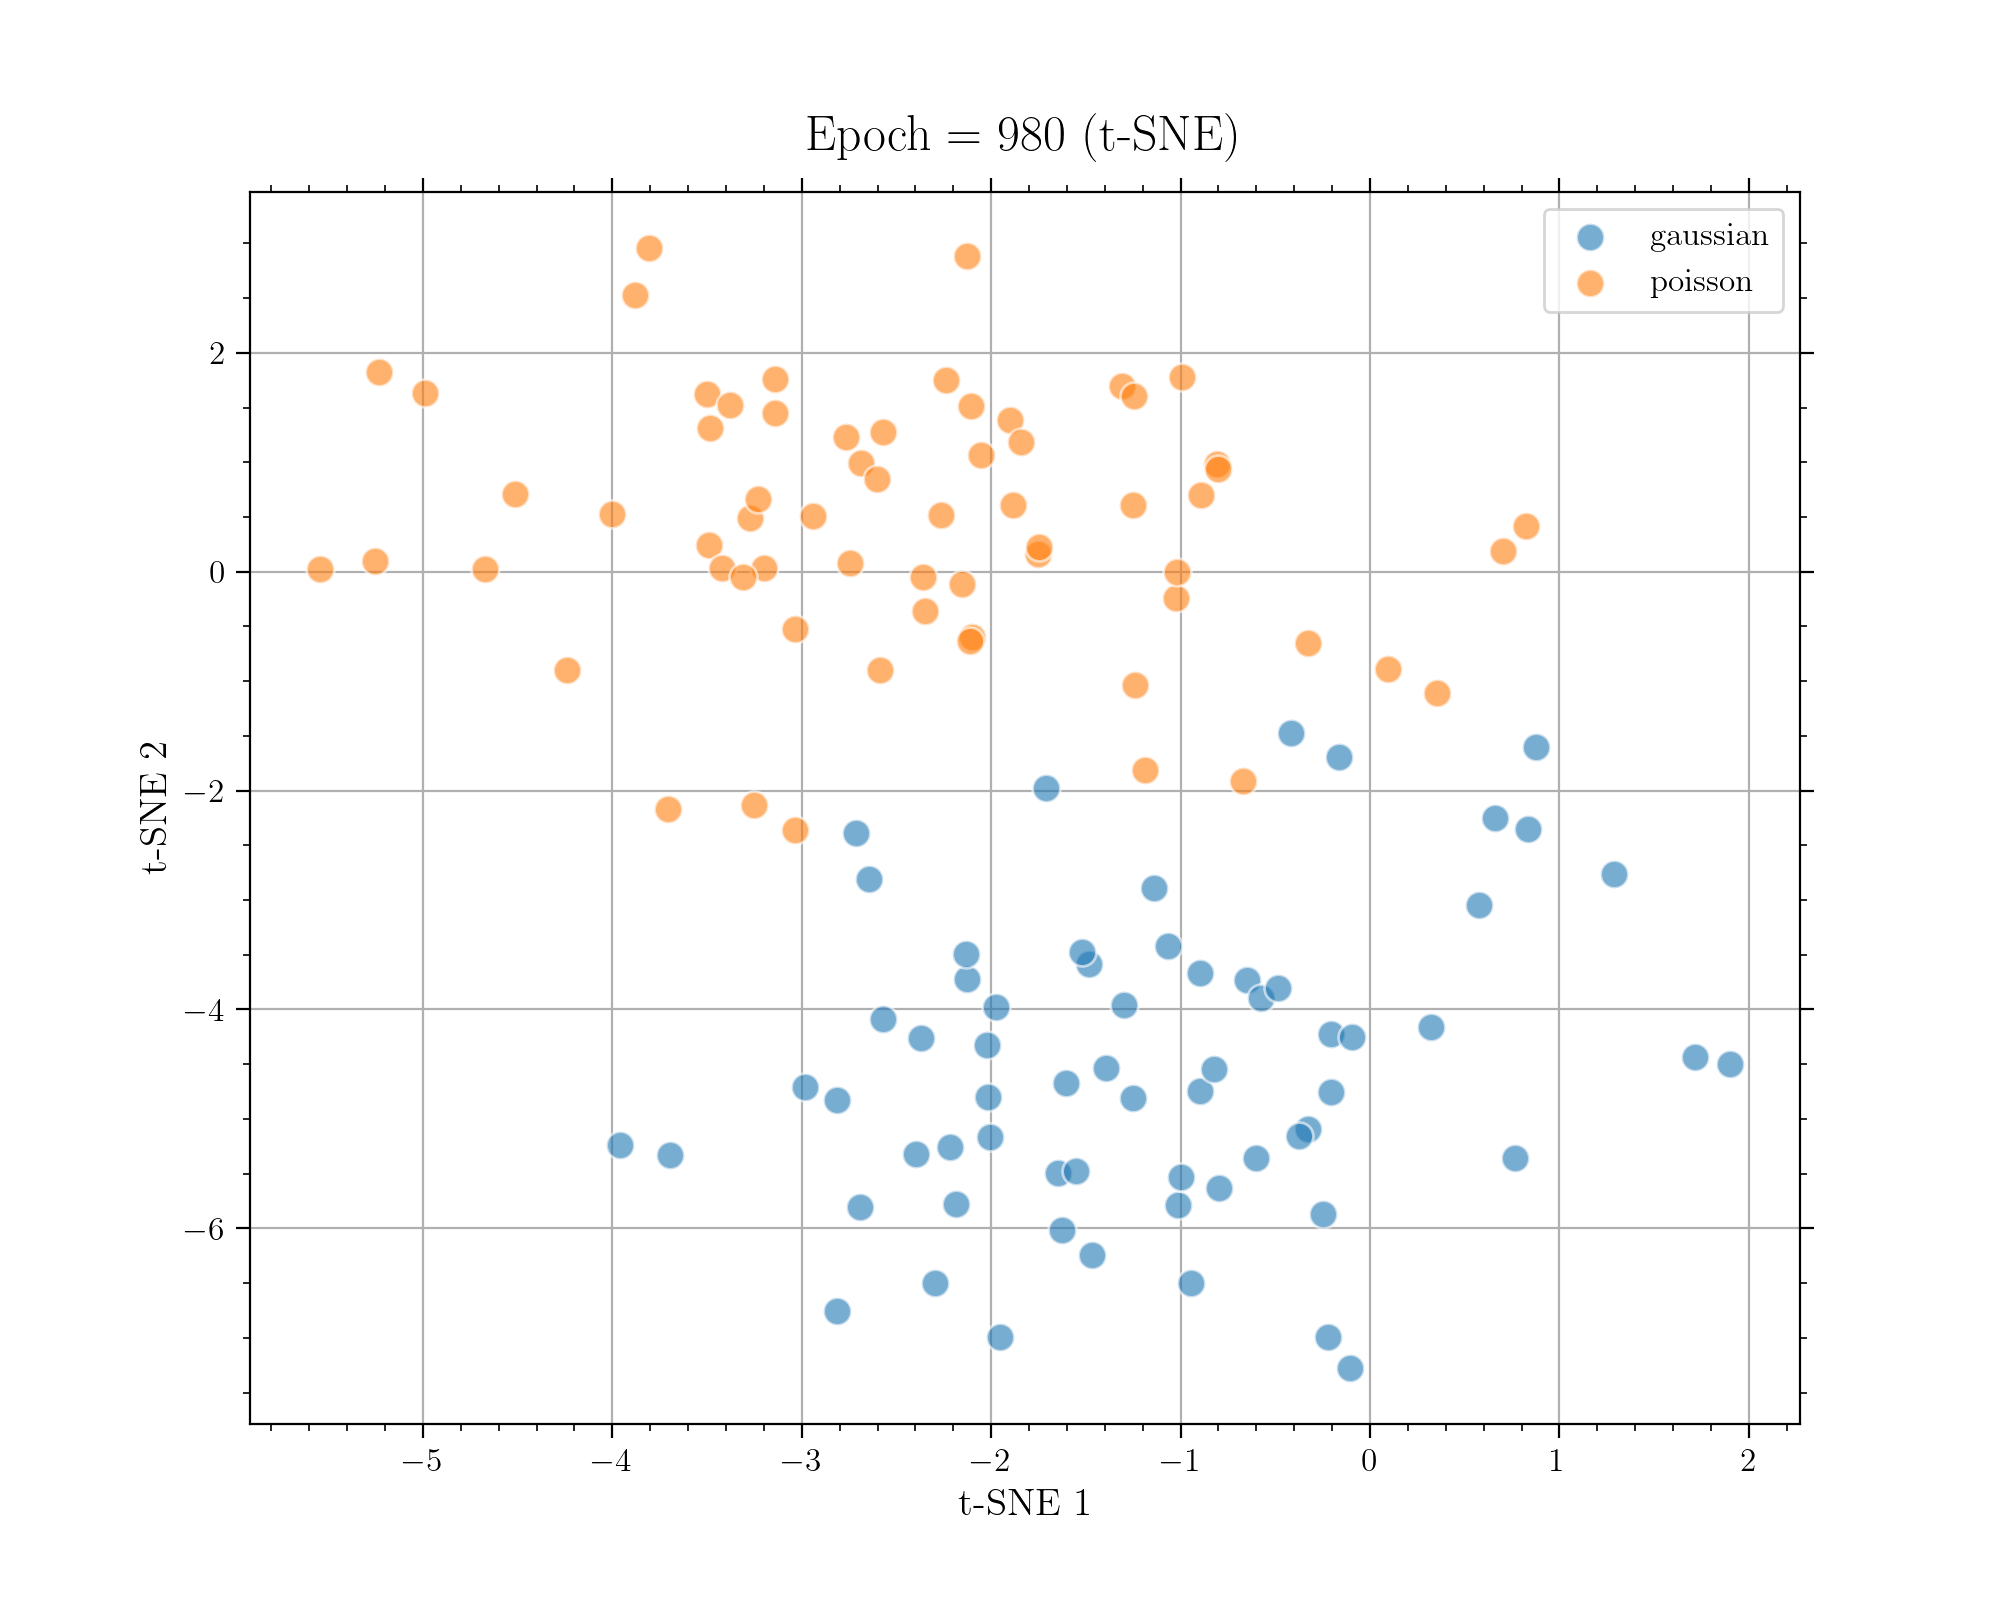 Epoch = 980 (t-SNE)
gaussian
poisson
t-SNE 2
2
0
−2
−4
−6
−5 −4 −3 −2 −1 0 1 2
t-SNE 1